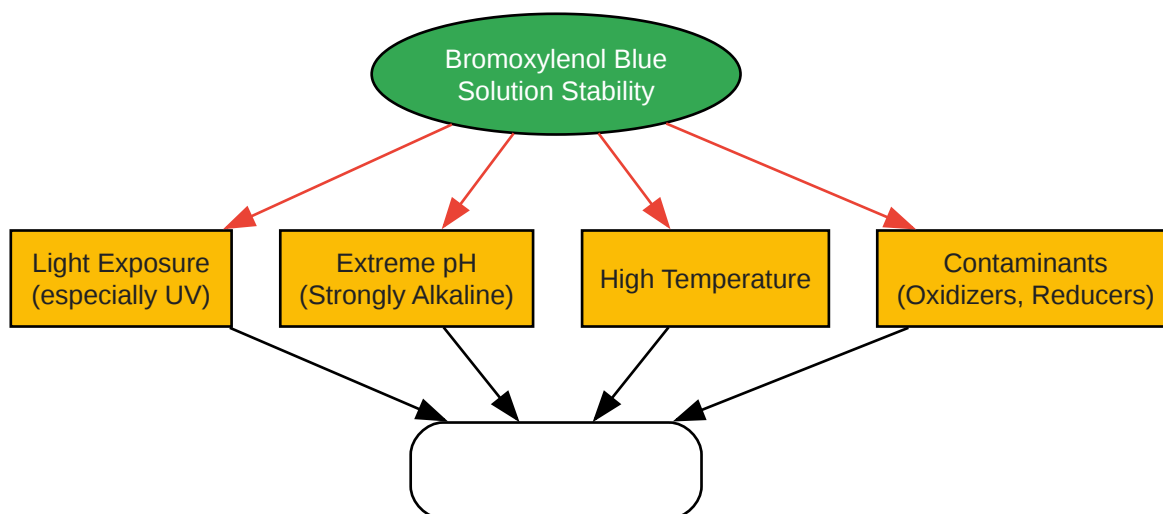 Bromoxylenol Blue
Solution Stability
Light Exposure
(especially UV)
Extreme pH
(Strongly Alkaline)
High Temperature
Contaminants
(Oxidizers, Reducers)